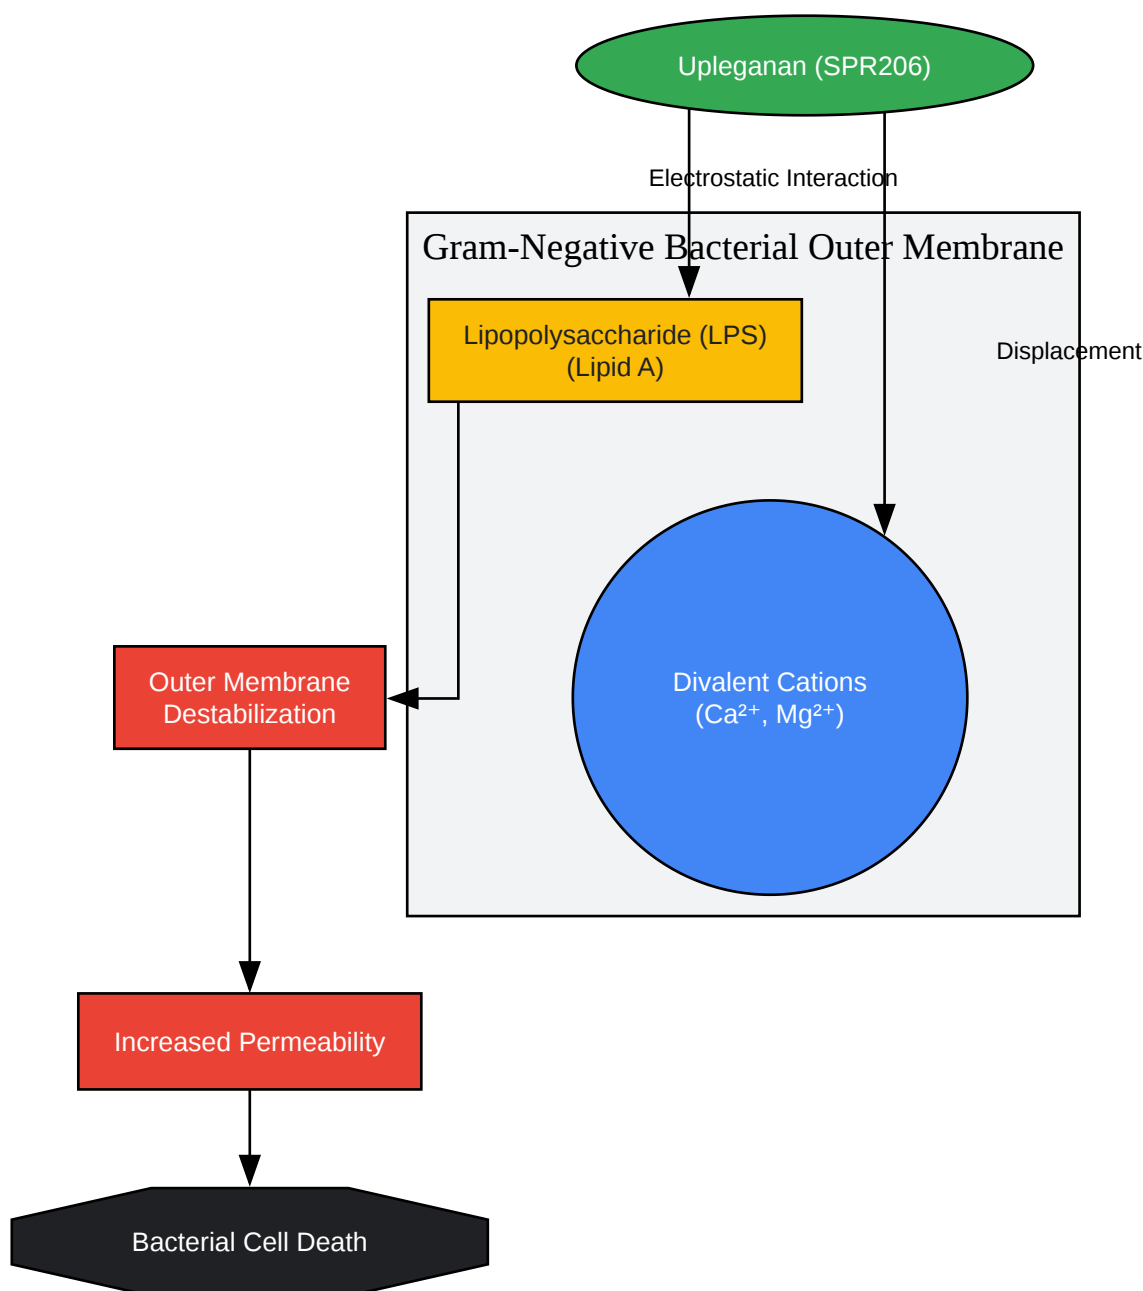 Upleganan (SPR206)
Electrostatic Interaction
Gram-Negative Bacterial Outer Membrane
Lipopolysaccharide (LPS)
(Lipid A)
Displacement
Outer Membrane
Destabilization
Divalent Cations
(Ca²⁺, Mg²⁺)
Increased Permeability
Bacterial Cell Death